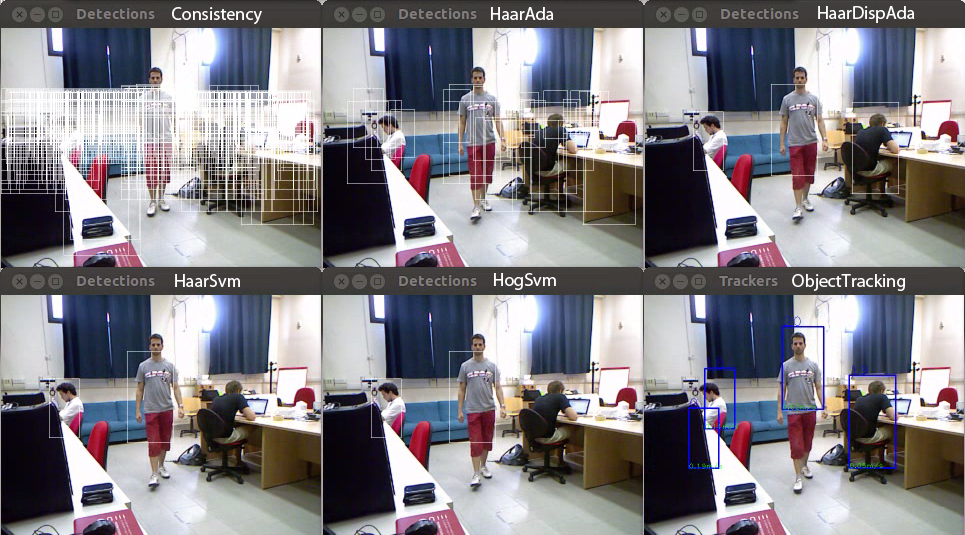 Detections Consistency
Detections HaarAda
Detections HaarDispAda
Detections HaarSvm
Detections HogSvm
Trackers ObjectTracking